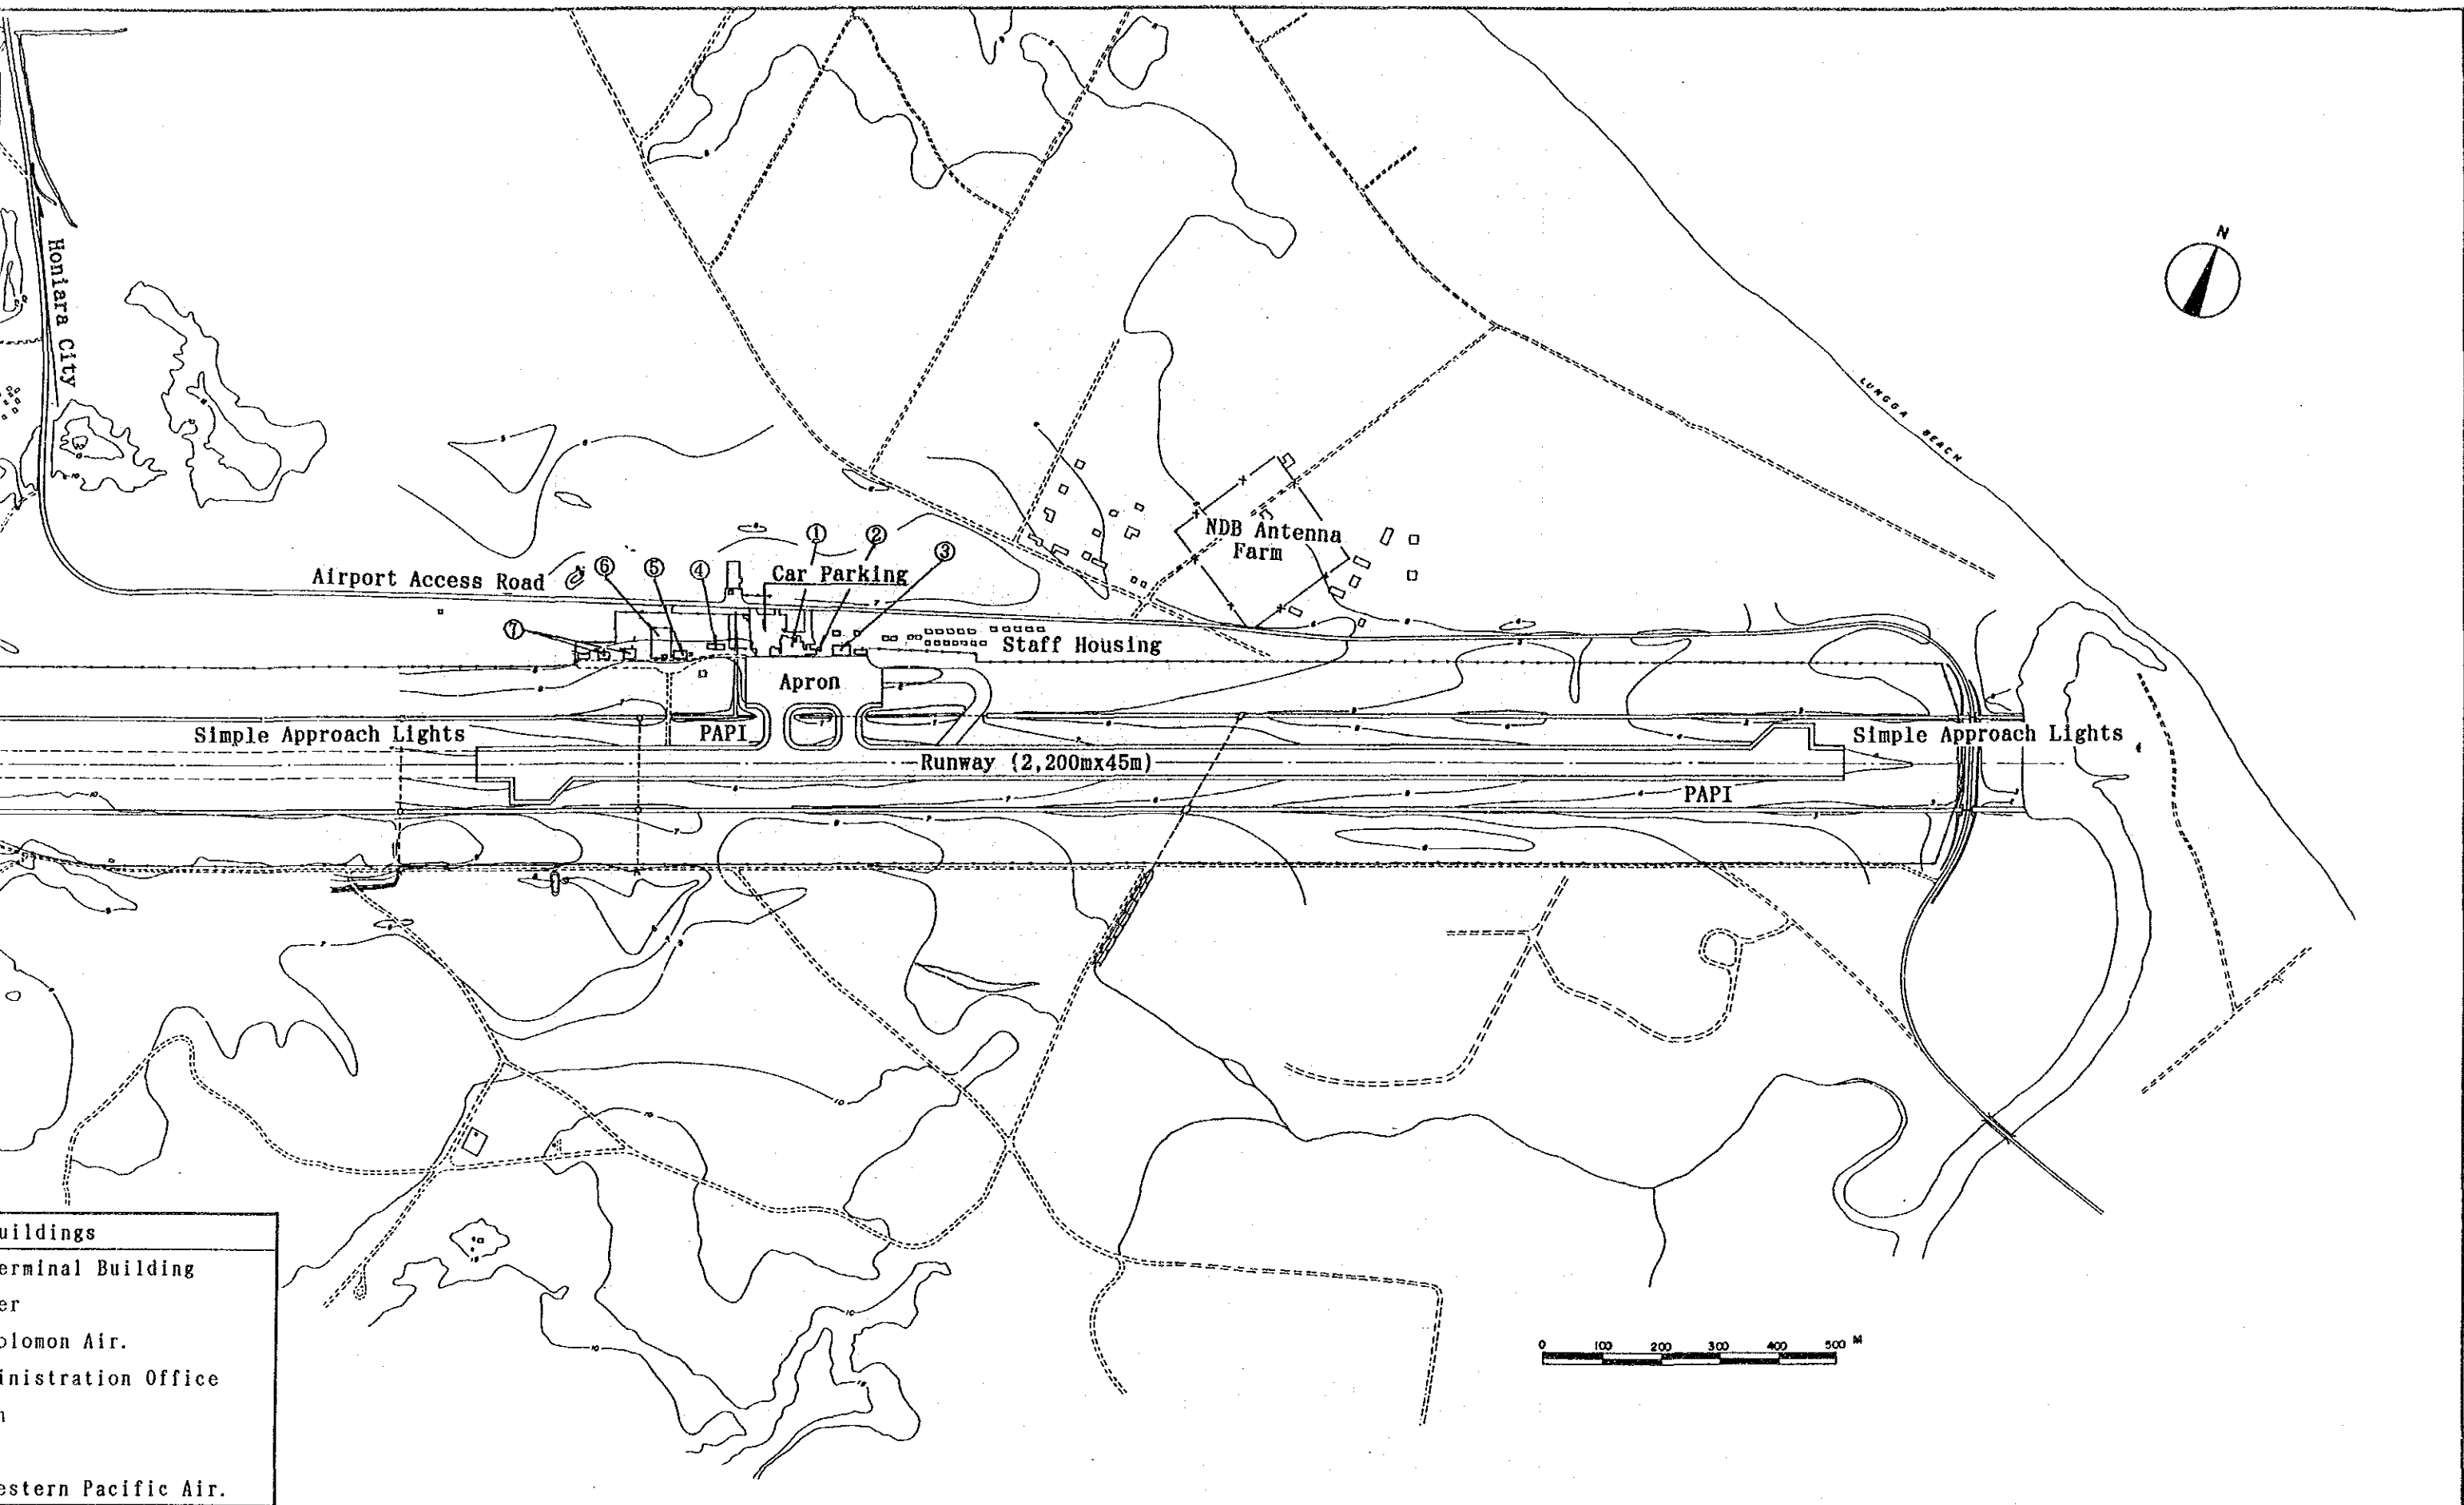 N
Honiara City
LUNGGA BEACH
NDB Antenna
Farm
① ② ③
⑥ ⑤ ④
Airport Access Road
Car Parking
⑦
Staff Housing
Apron
Simple Approach Lights
PAPI
Simple Approach Lights
Runway (2,200mx45m)
PAPI
uildings
erminal Building
er
olomon Air.
inistration Office
n
estern Pacific Air.
0 100 200 300 400 500 M